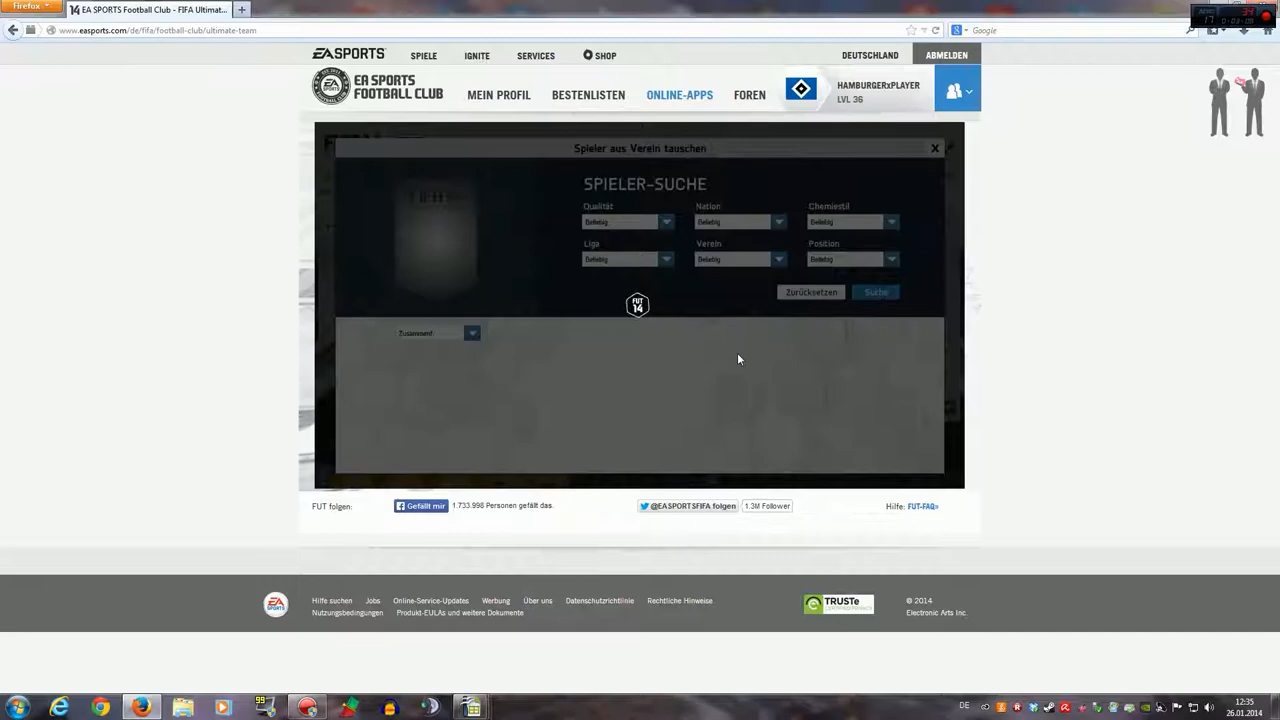 Firefox
EA SPORTS Football Club - FIFA Ultimat...
www.easports.com/de/fifa/football-club/ultimate-team
Google
EA SPORTS
SPIELE
IGNITE
SERVICES
SHOP
DEUTSCHLAND
ABMELDEN
EA SPORTS
FOOTBALL CLUB
MEIN PROFIL
BESTENLISTEN
ONLINE-APPS
FOREN
HAMBURGERxPLAYER
LVL 36
Spieler aus Verein tauschen
X
SPIELER-SUCHE
Qualität
Nation
Chemiestil
Beliebig
Beliebig
Beliebig
Liga
Verein
Position
Beliebig
Beliebig
Beliebig
Zurücksetzen
Suche
FUT
14
Zusammenf.
FUT folgen:
Gefällt mir
1.733.998 Personen gefällt das.
@EASPORTSFIFA folgen
1.3M Follower
Hilfe: FUT-FAQ»
Hilfe suchen
Jobs
Online-Service-Updates
Werbung
Über uns
Datenschutzrichtlinie
Rechtliche Hinweise
Nutzungsbedingungen
Produkt-EULAs und weitere Dokumente
TRUSTe
© 2014
Electronic Arts Inc.
DE
12:35
26.01.2014